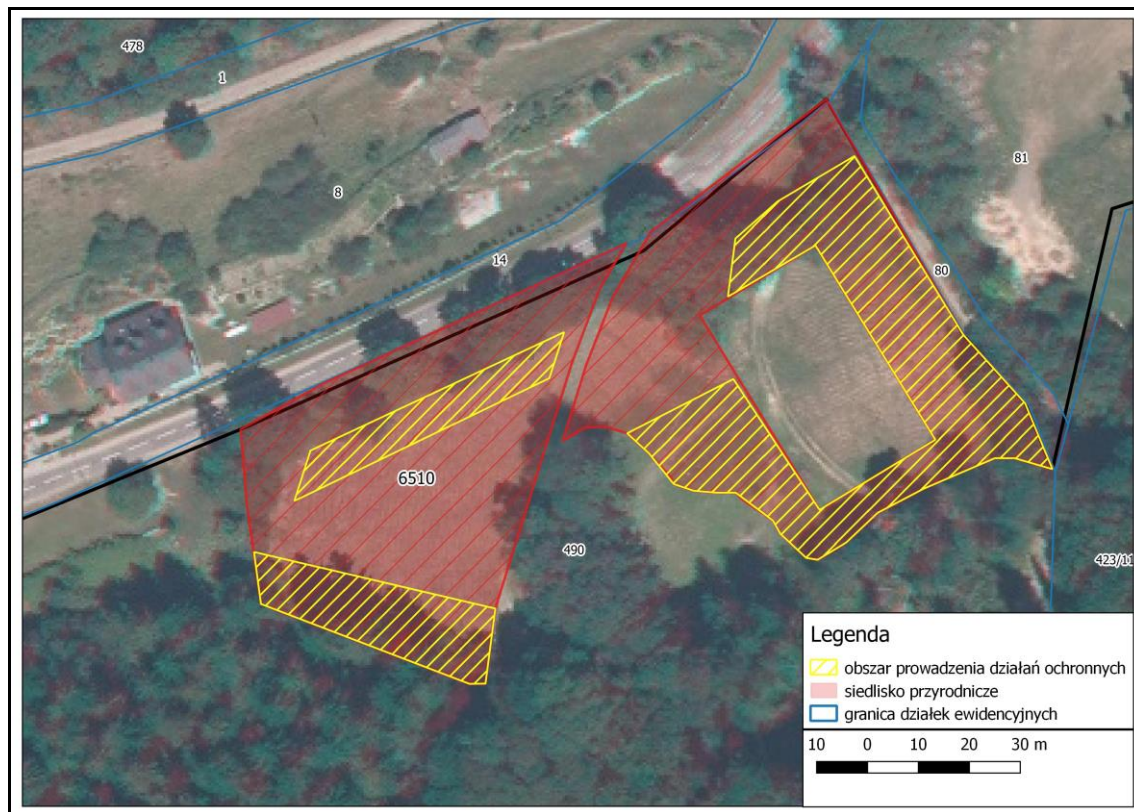 478
1
8
81
14
80
6510
490
423/11
Legenda
obszar prowadzenia działań ochronnych
siedlisko przyrodnicze
granica działek ewidencyjnych
10 0 10 20 30 m